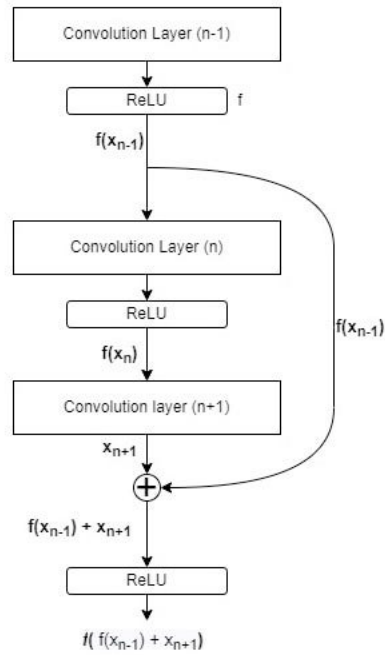 Convolution Layer (n-1)
ReLU f
f(xₙ₋₁)
Convolution Layer (n)
ReLU
f(xₙ₋₁)
f(xₙ)
Convolution layer (n+1)
xₙ₊₁
f(xₙ₋₁) + xₙ₊₁
ReLU
f( f(xₙ₋₁) + xₙ₊₁)